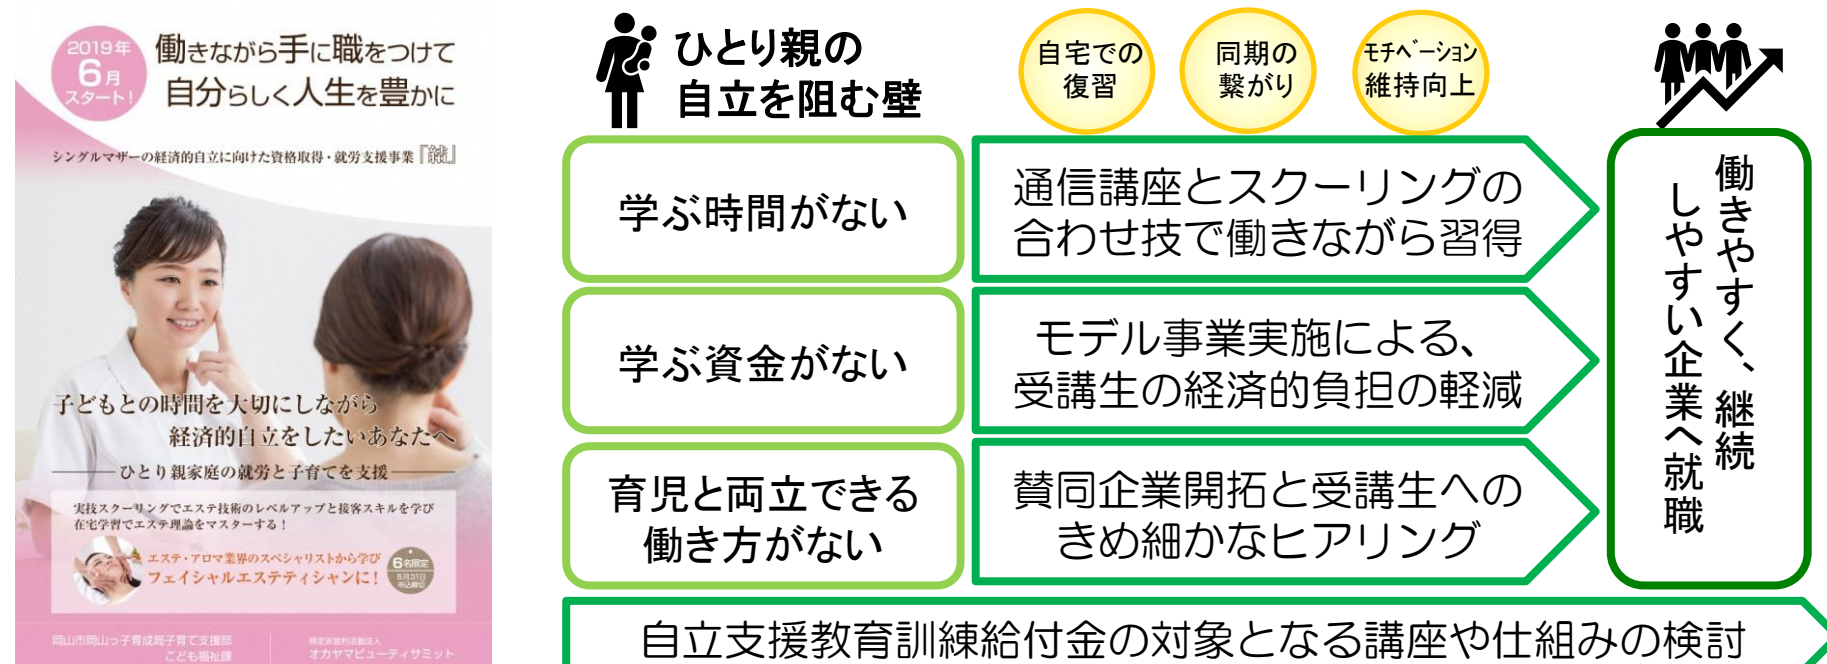 2019年
6月
スタート!
働きながら手に職をつけて
自分らしく人生を豊かに
シングルマザーの経済的自立に向けた資格取得・就労支援事業『繕』
子どもとの時間を大切にしながら
経済的自立をしたいあなたへ
ひとり親家庭の就労と子育てを支援
実技スクーリングでエステ技術のレベルアップと接客スキルを学び
在宅学習でエステ理論をマスターする!
エステ・アロマ業界のスペシャリストから学び
フェイシャルエステティシャンに!
6名限定
5月31日
申込締切
岡山市岡山っ子育成局子育て支援部
こども福祉課
特定非営利活動法人
オカヤマビューティサミット
ひとり親の
自立を阻む壁
自宅での
復習
同期の
繋がり
モチベーション
維持向上
学ぶ時間がない
通信講座とスクーリングの
合わせ技で働きながら習得
学ぶ資金がない
モデル事業実施による、
受講生の経済的負担の軽減
育児と両立できる
働き方がない
賛同企業開拓と受講生への
きめ細かなヒアリング
働きやすく、継続
しやすい企業へ就職
自立支援教育訓練給付金の対象となる講座や仕組みの検討